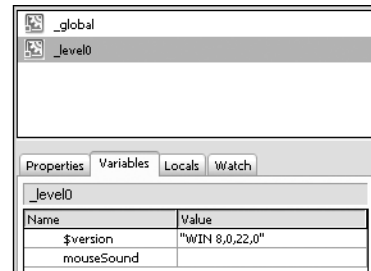 _global
_level0
Properties Variables Locals Watch
_level0
Name Value
$version "WIN 8,0,22,0"
mouseSound